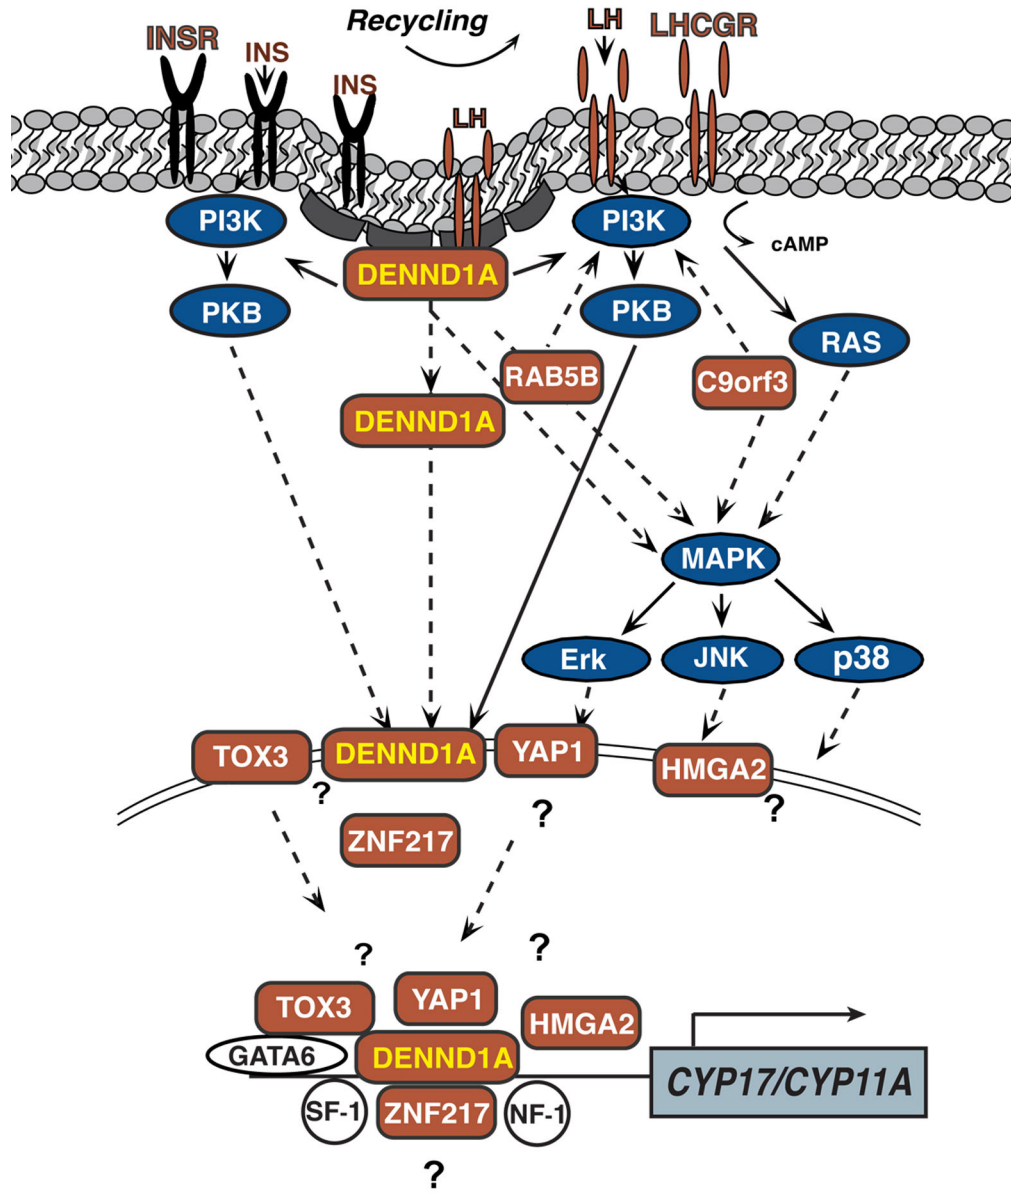 Recycling
LH
LHCGR
INSR
INS
INS
LH
PI3K
PI3K
cAMP
DENND1A
PKB
PKB
RAS
RAB5B
C9orf3
DENND1A
MAPK
Erk
JNK
p38
TOX3
DENND1A
YAP1
HMGA2
?
?
?
ZNF217
?
?
TOX3
YAP1
HMGA2
GATA6
DENND1A
CYP17/CYP11A
SF-1
ZNF217
NF-1
?